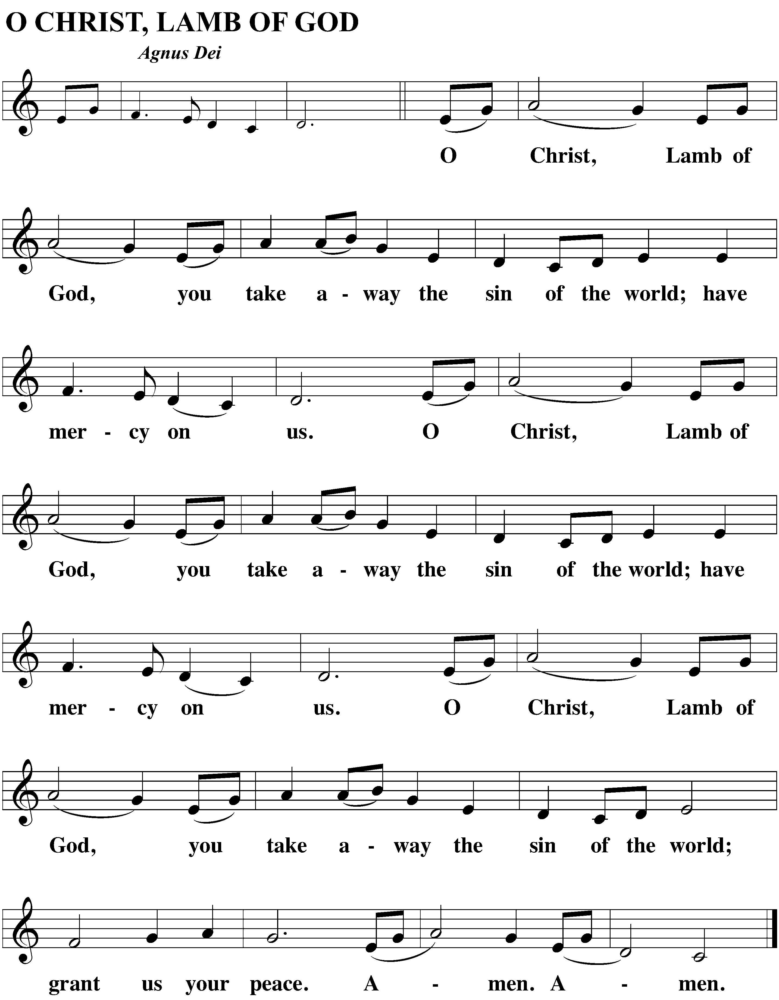 O CHRIST, LAMB OF GOD
Agnus Dei
O Christ, Lamb of
God, you take a - way the sin of the world; have
mer - cy on us. O Christ, Lamb of
God, you take a - way the sin of the world; have
mer - cy on us. O Christ, Lamb of
God, you take a - way the sin of the world;
grant us your peace. A - men. A - men.